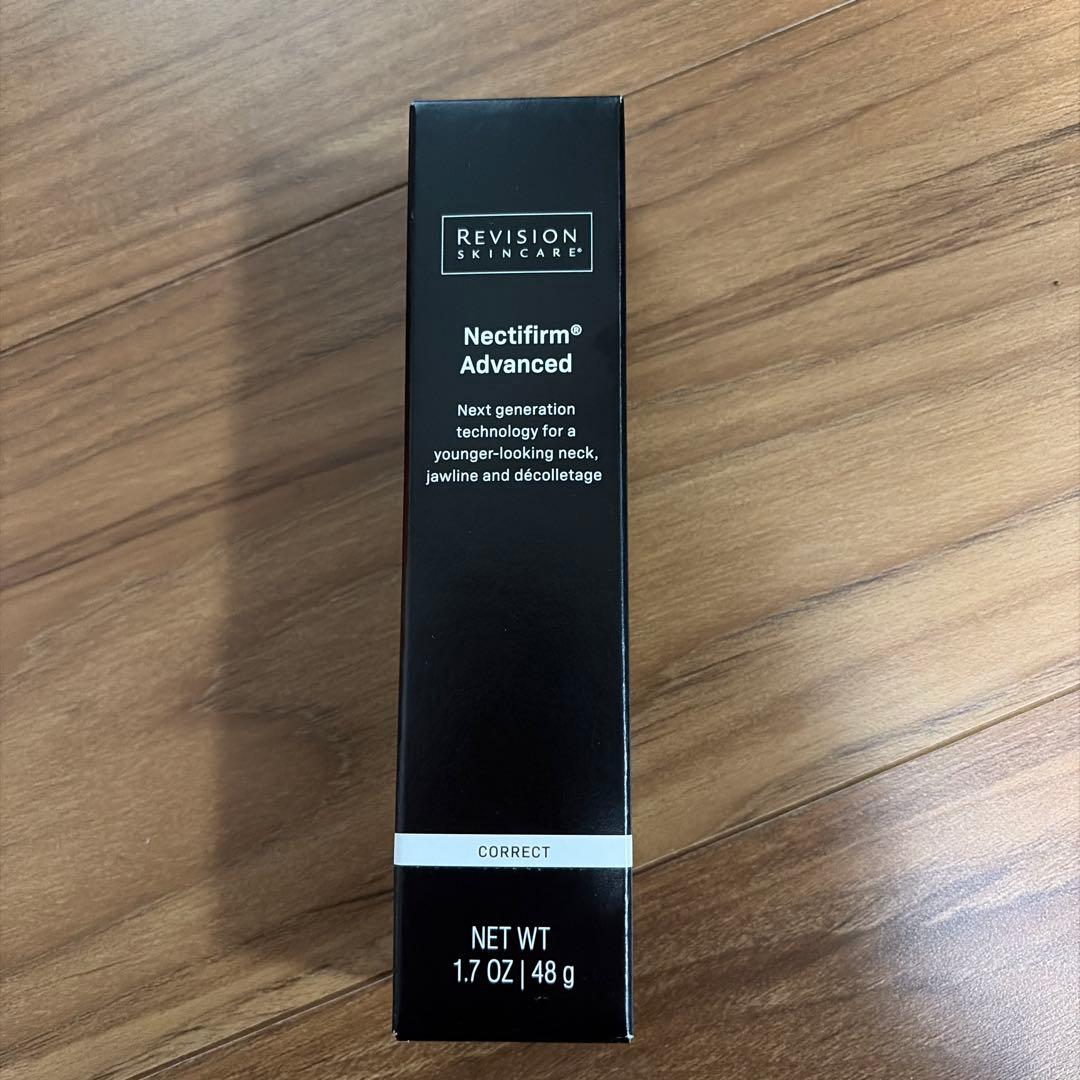 REVISION
SKINCARE®
Nectifirm®
Advanced
Next generation
technology for a
younger-looking neck,
jawline and décolletage
CORRECT
NET WT
1.7 OZ | 48 g